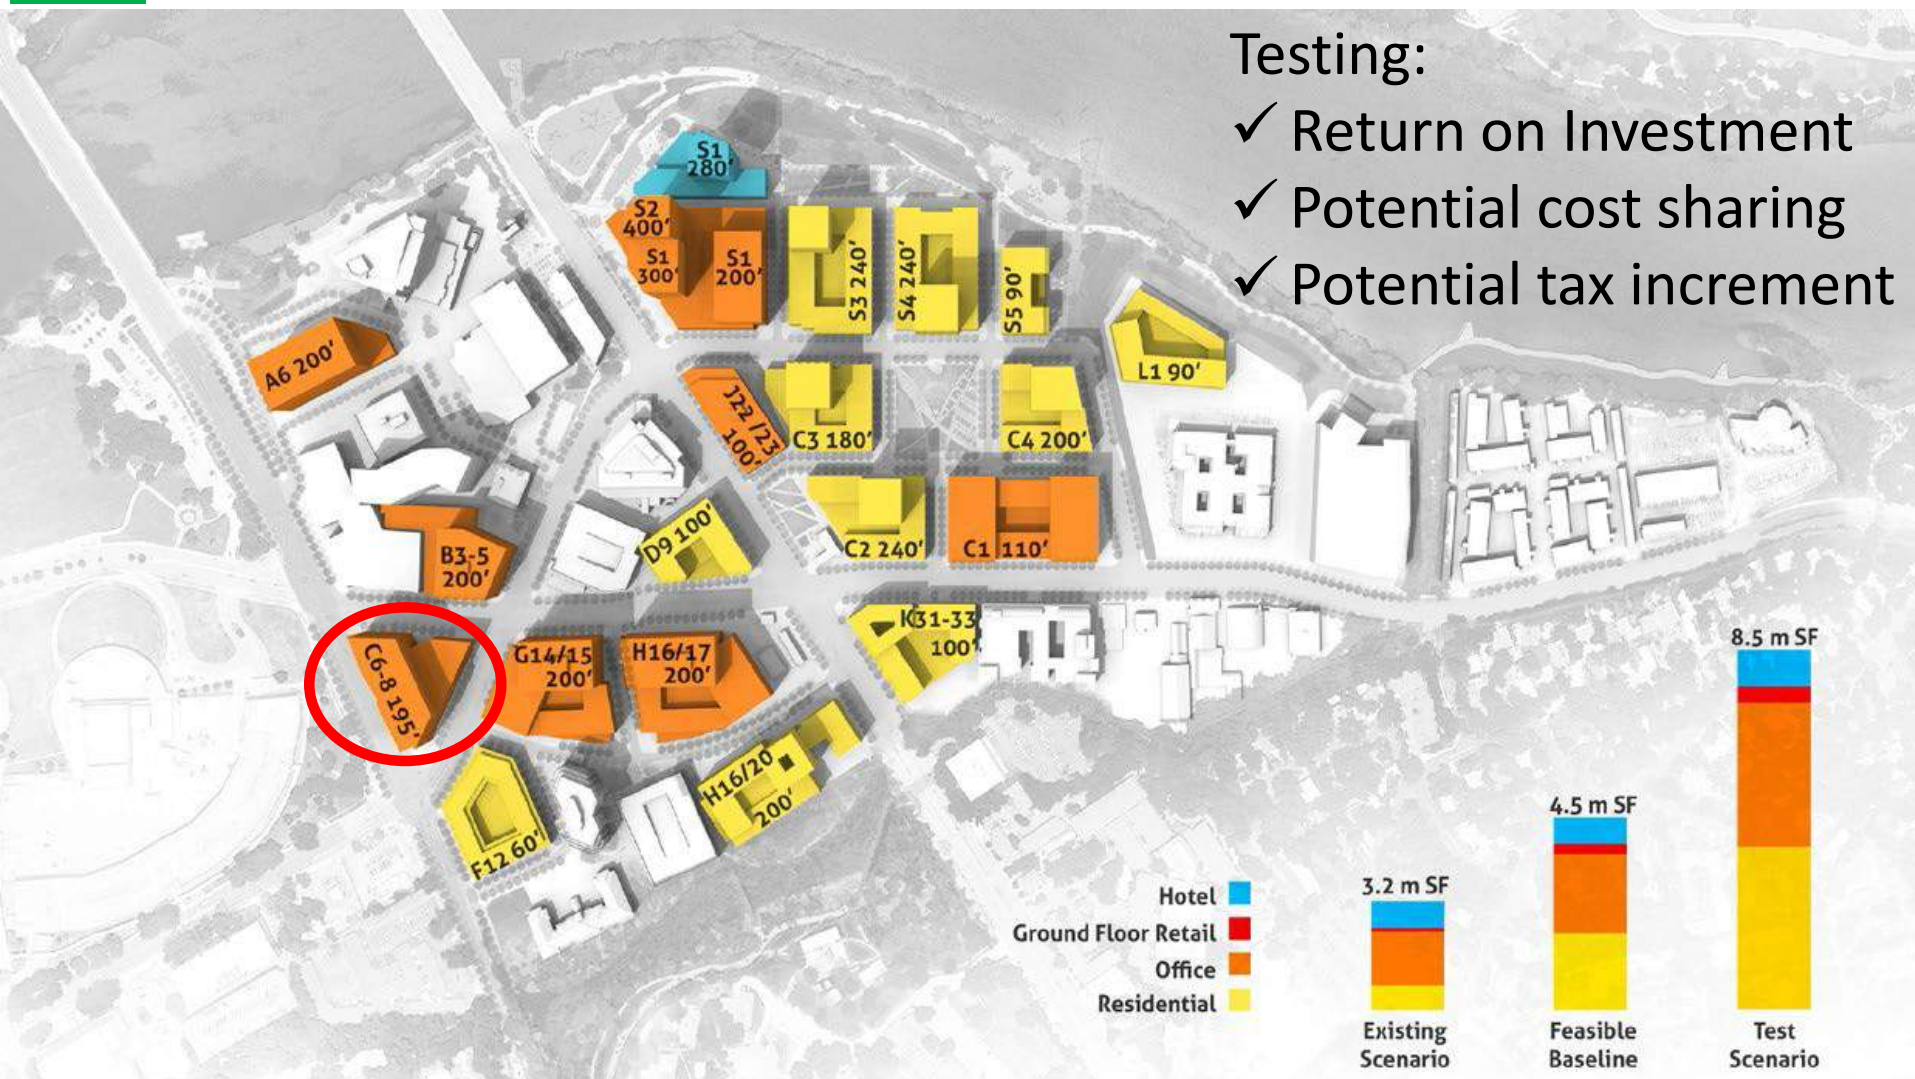 Testing:
✓ Return on Investment
✓ Potential cost sharing
✓ Potential tax increment
S1
280’
S2
400’
S1
300’
S1
200’
S3 240’
S4 240’
S5 90’
A6 200’
L1 90’
J22 /23
100’
C3 180’
C4 200’
B3-5
200’
D9 100’
C2 240’
C1 110’
C6-8 195’
G14/15
200’
H16/17
200’
K31-33
100’
H16/20
200’
F12 60’
Hotel
Ground Floor Retail
Office
Residential
3.2 m SF
Existing
Scenario
4.5 m SF
Feasible
Baseline
8.5 m SF
Test
Scenario